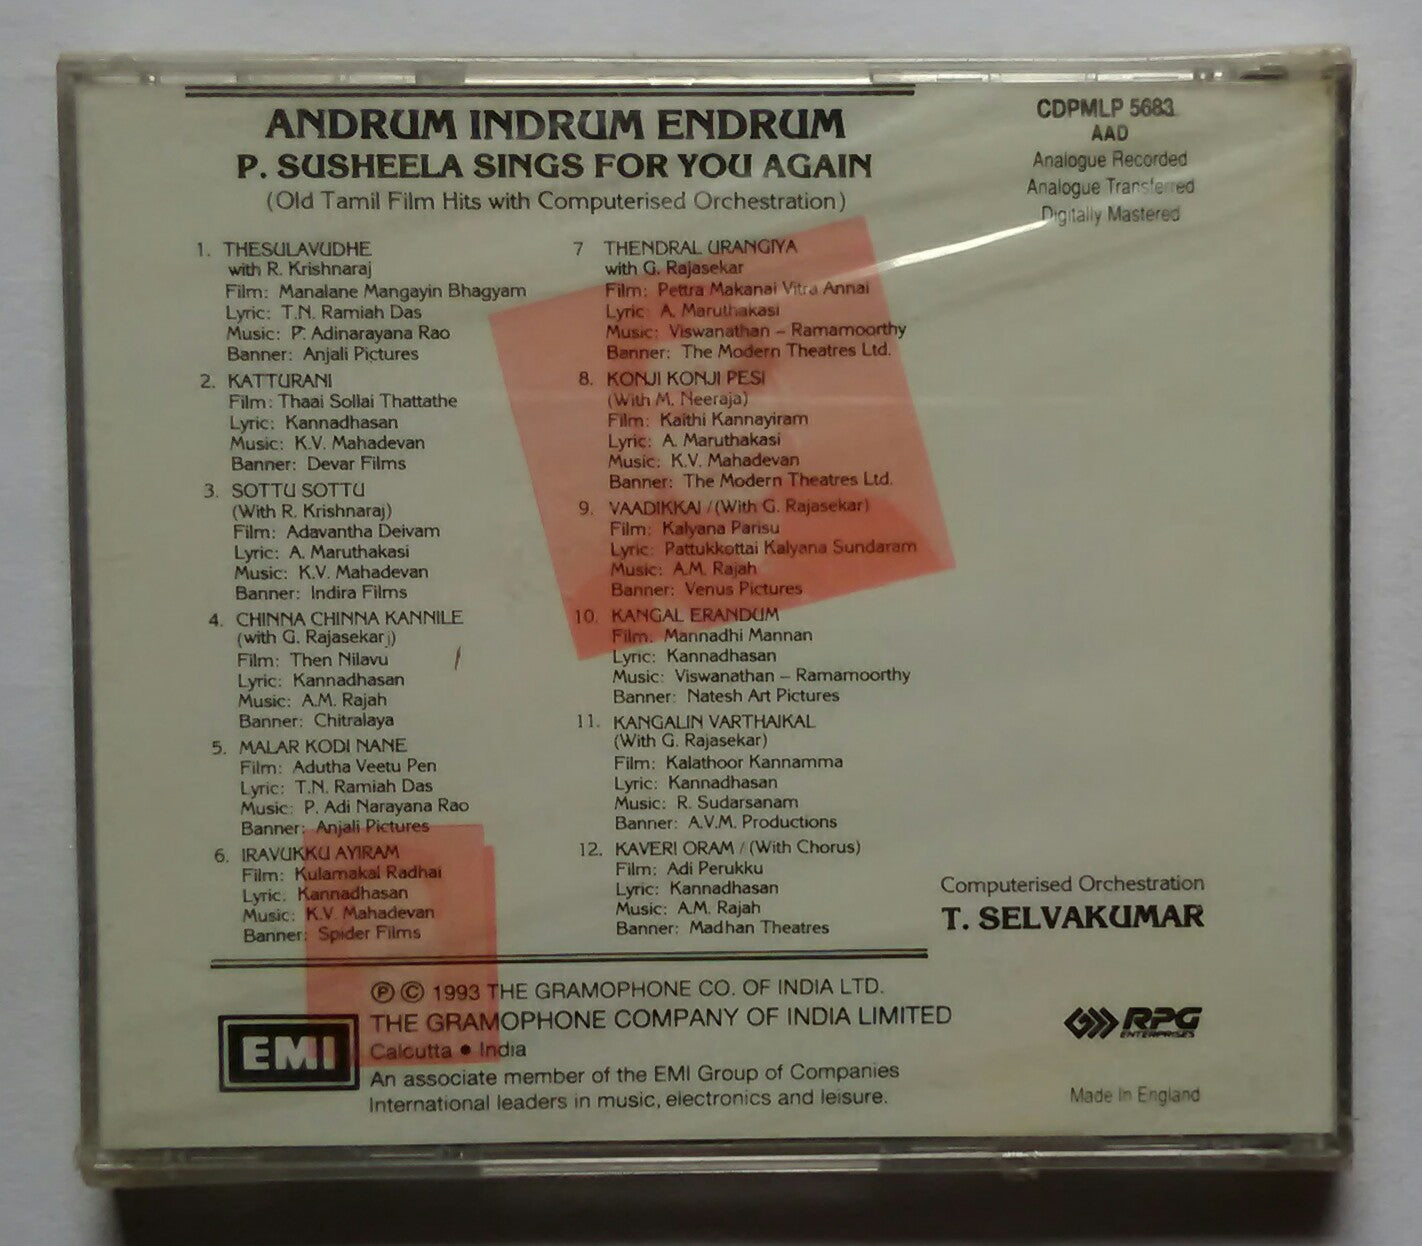 ANDRUM INDRUM ENDRUM
P. SUSHEELA SINGS FOR YOU AGAIN
(Old Tamil Film Hits with Computerised Orchestration)
CDPMLP 5683
AAD
Analogue Recorded
Analogue Transferred
Digitally Mastered
1. THESULAVUDHE
with R. Krishnaraj
Film: Manalane Mangayin Bhagyam
Lyric: T.N. Ramiah Das
Music: P. Adinarayana Rao
Banner: Anjali Pictures
2. KATTURANI
Film: Thaai Sollai Thattathe
Lyric: Kannadhasan
Music: K.V. Mahadevan
Banner: Devar Films
3. SOTTU SOTTU
(With R. Krishnaraj)
Film: Adavantha Deivam
Lyric: A. Maruthakasi
Music: K.V. Mahadevan
Banner: Indira Films
4. CHINNA CHINNA KANNILE
(with G. Rajasekar)
Film: Then Nilavu
Lyric: Kannadhasan
Music: A.M. Rajah
Banner: Chitralaya
5. MALAR KODI NANE
Film: Adutha Veetu Pen
Lyric: T.N. Ramiah Das
Music: P. Adi Narayana Rao
Banner: Anjali Pictures
6. IRAVUKKU AYIRAM
Film: Kulamakal Radhai
Lyric: Kannadhasan
Music: K.V. Mahadevan
Banner: Spider Films
7 THENDRAL URANGIYA
with G. Rajasekar
Film: Pettra Makanai Vitra Annai
Lyric: A. Maruthakasi
Music: Viswanathan – Ramamoorthy
Banner: The Modern Theatres Ltd.
8. KONJI KONJI PESI
(With M. Neeraja)
Film: Kaithi Kannayiram
Lyric: A. Maruthakasi
Music: K.V. Mahadevan
Banner: The Modern Theatres Ltd.
9. VAADIKKAI / (With G. Rajasekar)
Film: Kalyana Parisu
Lyric: Pattukkottai Kalyana Sundaram
Music: A.M. Rajah
Banner: Venus Pictures
10. KANGAL ERANDUM
Film: Mannadhi Mannan
Lyric: Kannadhasan
Music: Viswanathan – Ramamoorthy
Banner: Natesh Art Pictures
11. KANGALIN VARTHAIKAL
(With G. Rajasekar)
Film: Kalathoor Kannamma
Lyric: Kannadhasan
Music: R. Sudarsanam
Banner: A.V.M. Productions
12. KAVERI ORAM / (With Chorus)
Film: Adi Perukku
Lyric: Kannadhasan
Music: A.M. Rajah
Banner: Madhan Theatres
Computerised Orchestration
T. SELVAKUMAR
℗ © 1993 THE GRAMOPHONE CO. OF INDIA LTD.
EMI
THE GRAMOPHONE COMPANY OF INDIA LIMITED
Calcutta • India
An associate member of the EMI Group of Companies
International leaders in music, electronics and leisure.
RPG
ENTERPRISES
Made In England